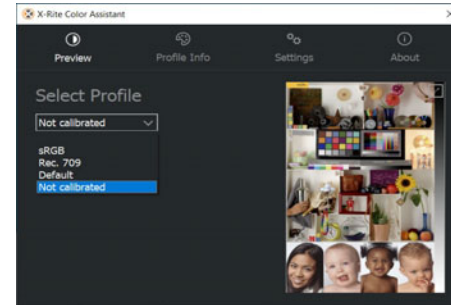 X-Rite Color Assistant
Preview
Profile Info
Settings
About
Select Profile
Not calibrated
sRGB
Rec. 709
Default
Not calibrated